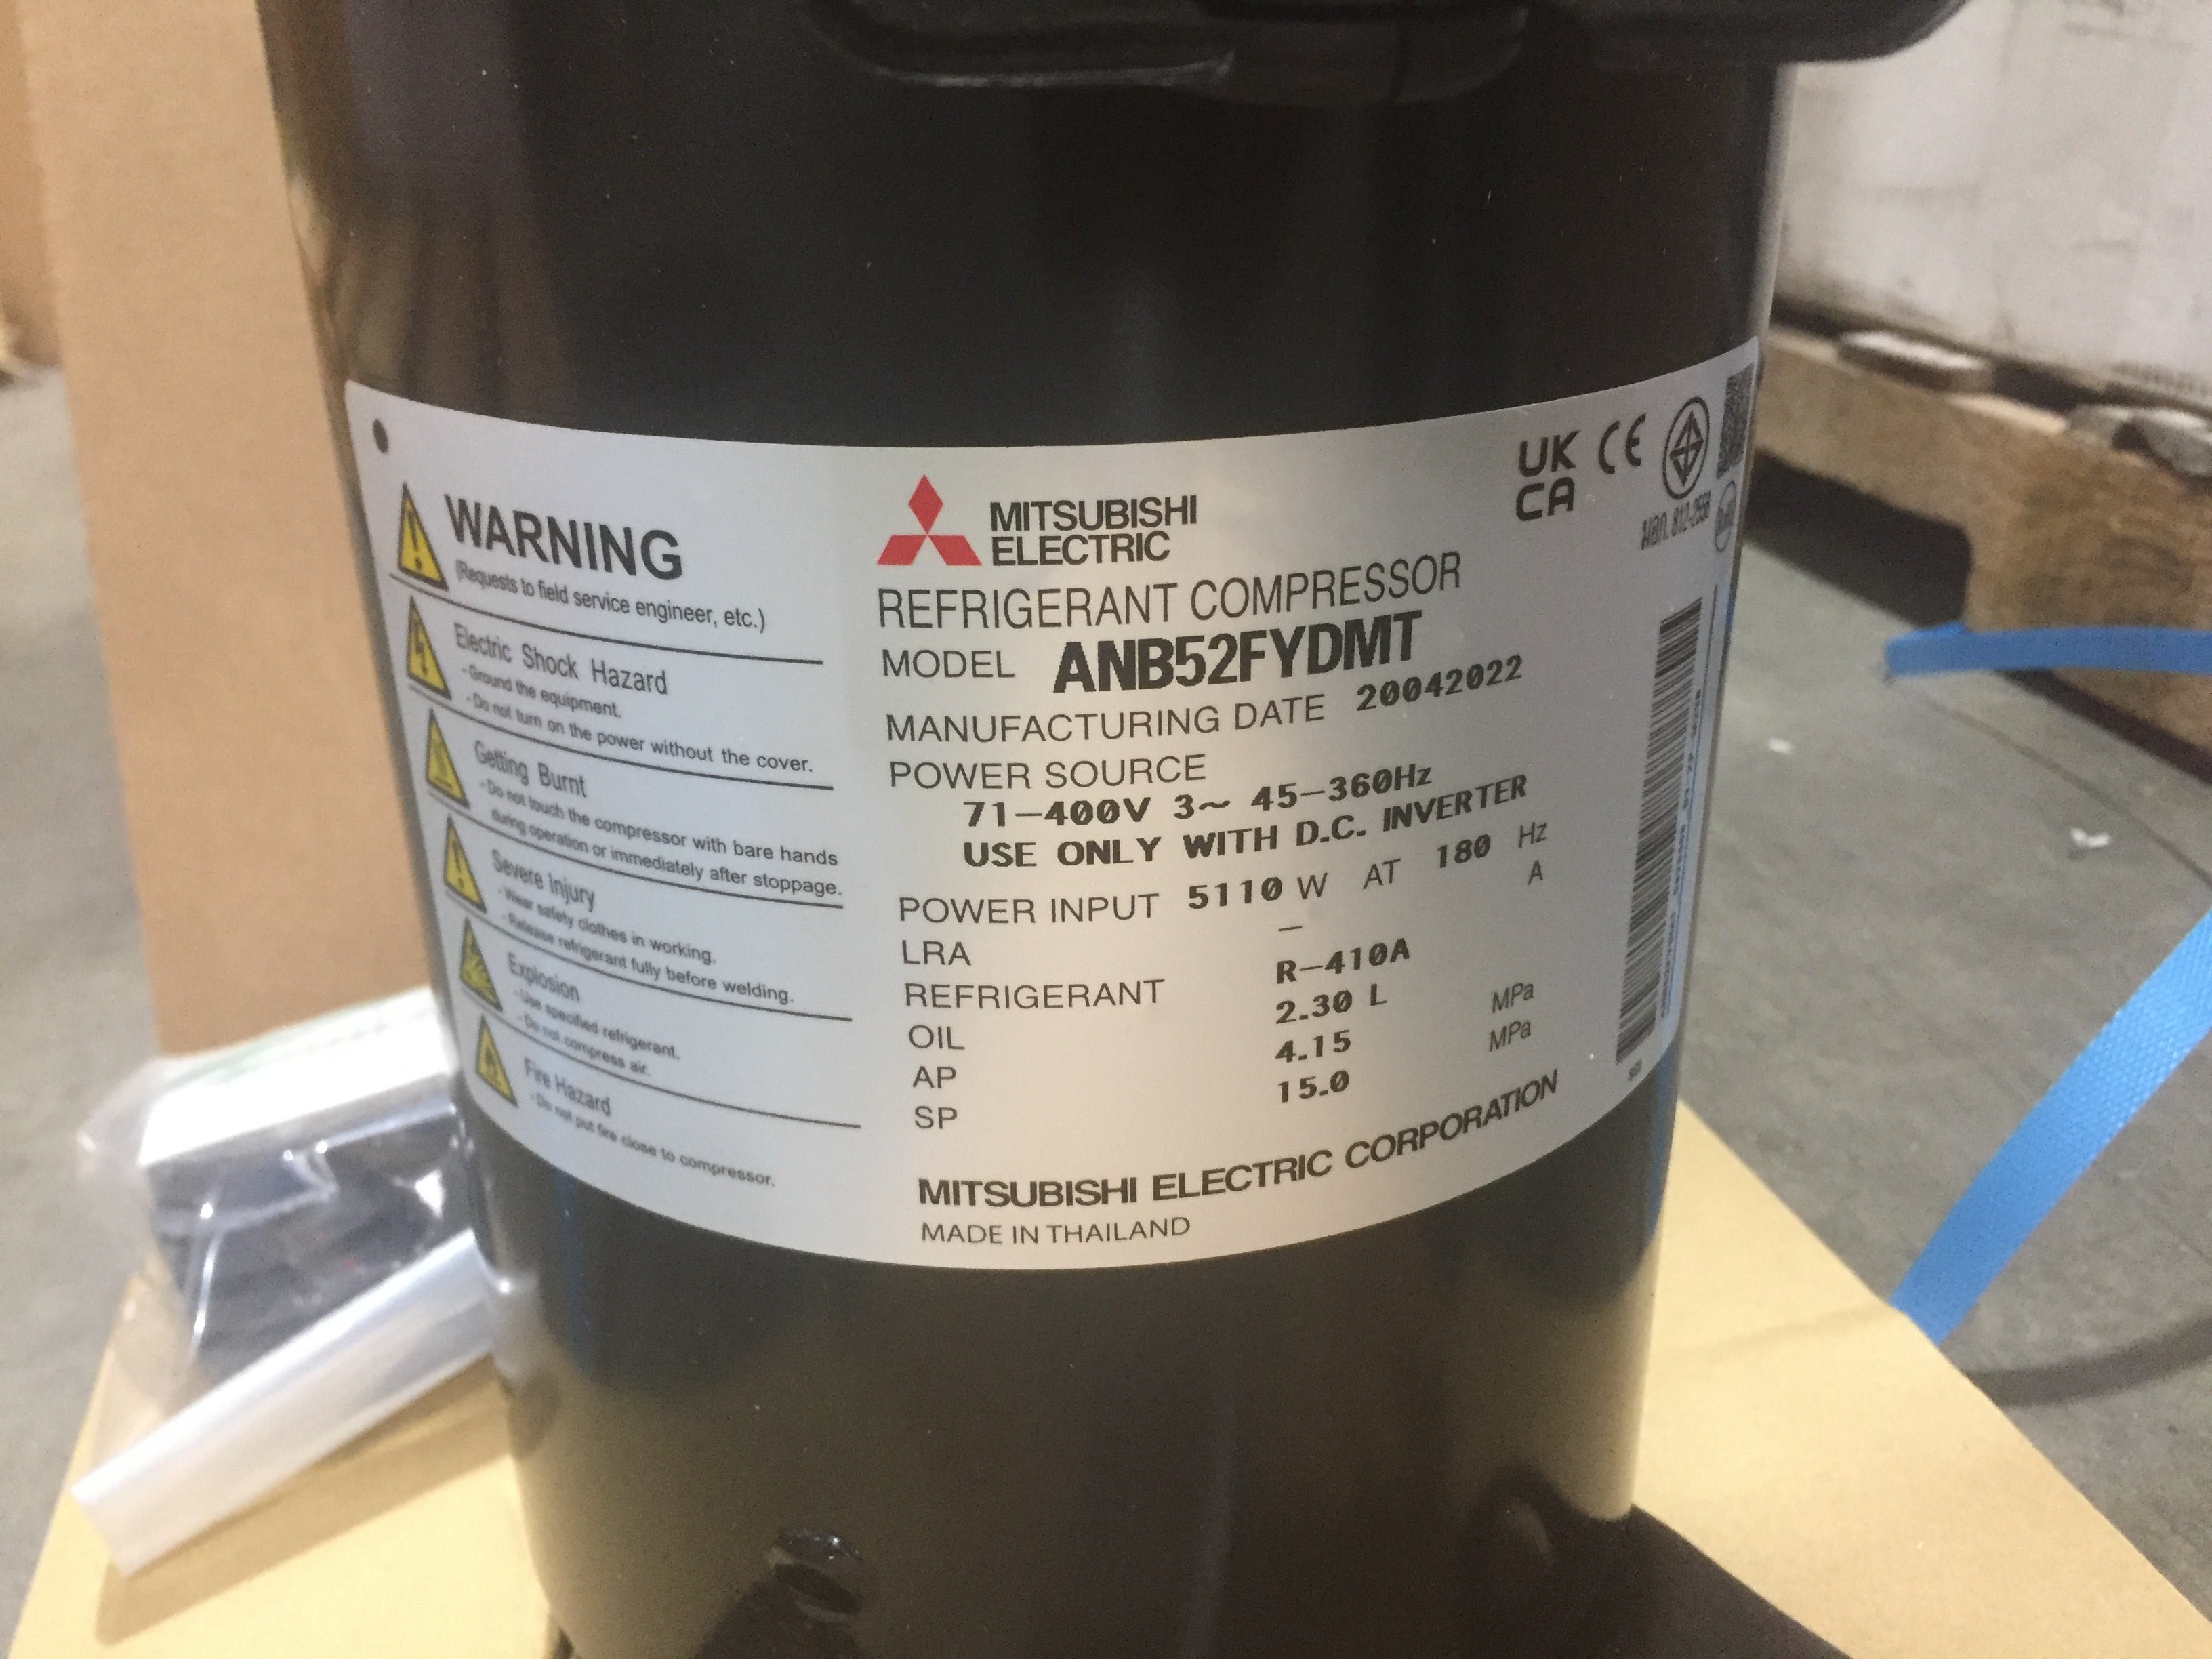 WARNING
(Requests to field service engineer, etc.)
Electric Shock Hazard
- Ground the equipment.
- Do not turn on the power without the cover.
Getting Burnt
- Do not touch the compressor with bare hands
during operation or immediately after stoppage.
Severe Injury
- Wear safety clothes in working.
- Release refrigerant fully before welding.
Explosion
- Use specified refrigerant.
- Do not compress air.
Fire Hazard
- Do not put fire close to compressor.
MITSUBISHI
ELECTRIC
UK
CA
CE
มอก. 812-2558
REFRIGERANT COMPRESSOR
MODEL ANB52FYDMT
MANUFACTURING DATE 20042022
POWER SOURCE
71-400V 3~ 45-360Hz
USE ONLY WITH D.C. INVERTER
POWER INPUT 5110 W AT 180 Hz
LRA - A
REFRIGERANT R-410A
OIL 2.30 L
AP 4.15 MPa
SP 15.0 MPa
MITSUBISHI ELECTRIC CORPORATION
MADE IN THAILAND